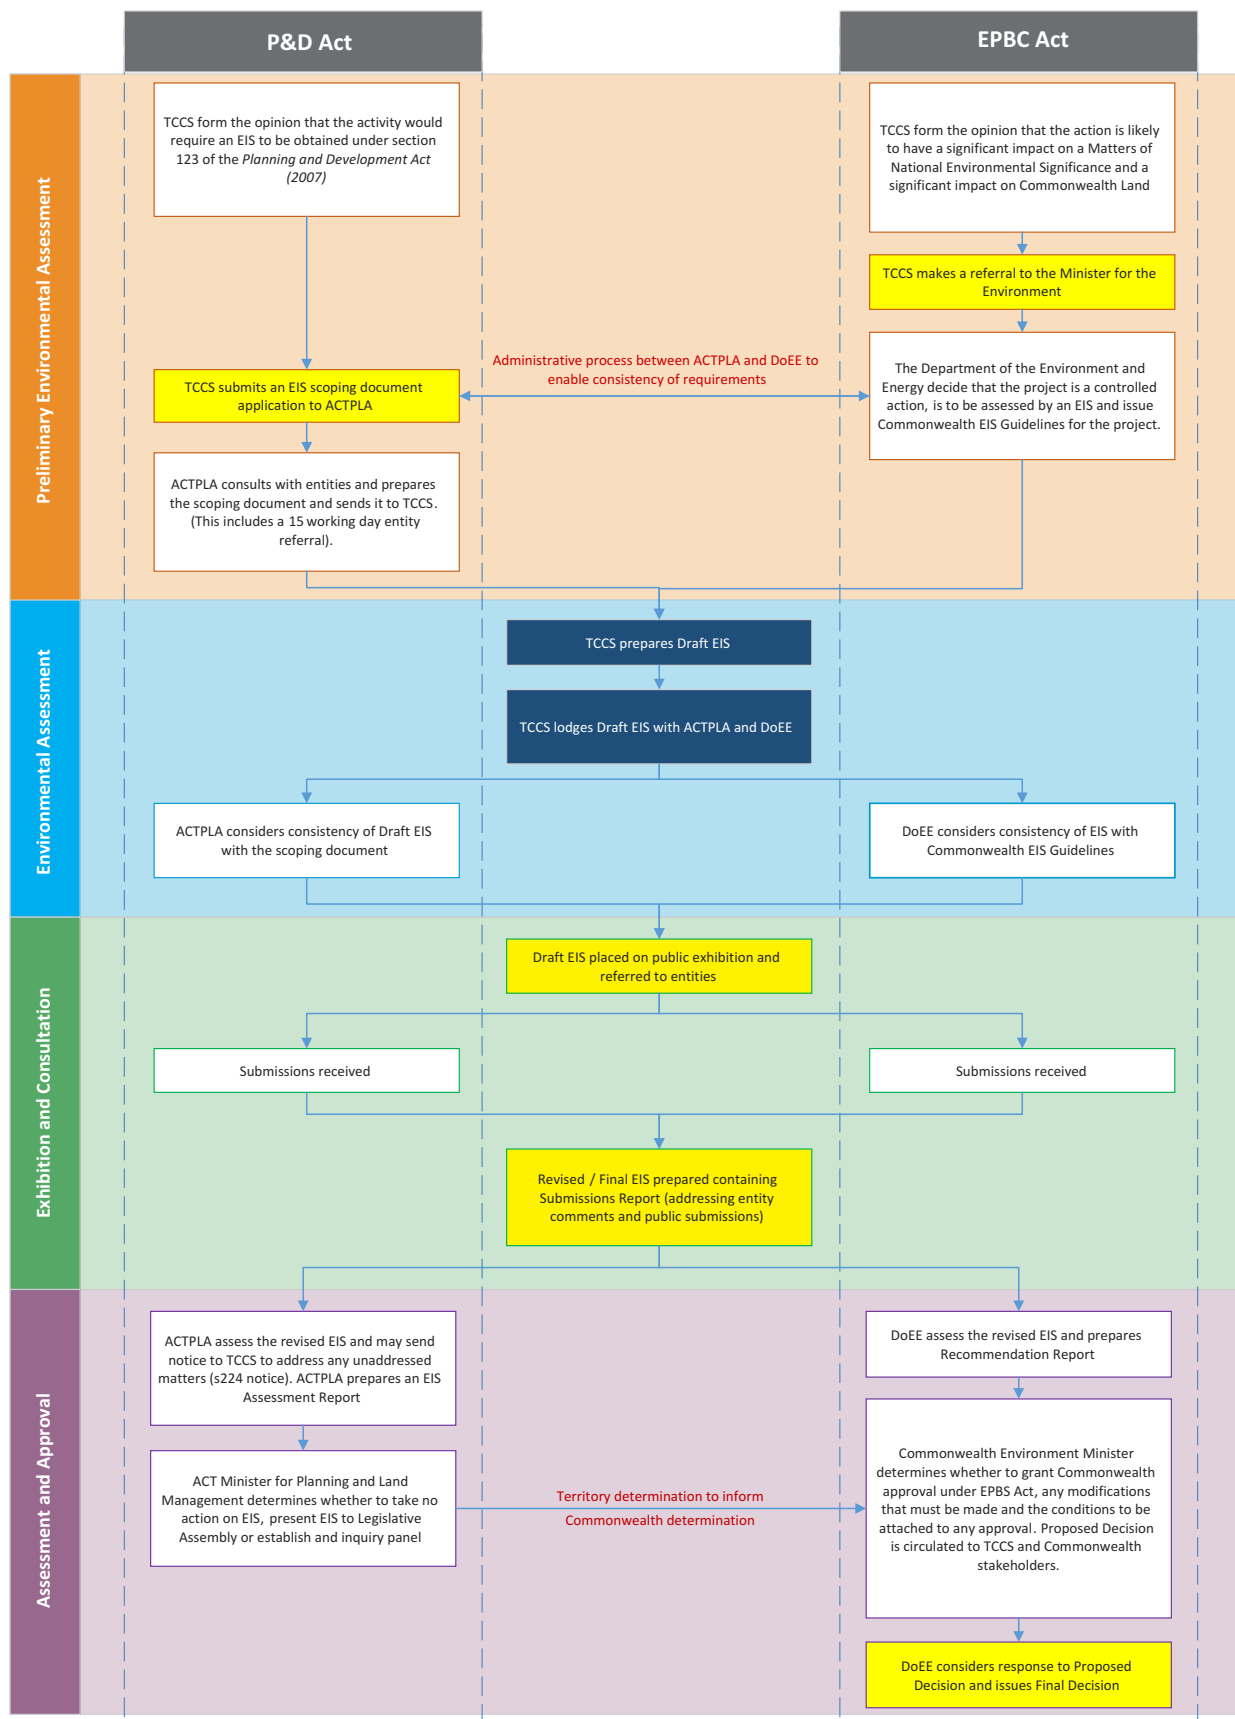 P&D Act
EPBC Act
Preliminary Environmental Assessment
TCCS form the opinion that the activity would
require an EIS to be obtained under section
123 of the Planning and Development Act
(2007)
TCCS form the opinion that the action is likely
to have a significant impact on a Matters of
National Environmental Significance and a
significant impact on Commonwealth Land
TCCS makes a referral to the Minister for the
Environment
Administrative process between ACTPLA and DoEE to
enable consistency of requirements
TCCS submits an EIS scoping document
application to ACTPLA
The Department of the Environment and
Energy decide that the project is a controlled
action, is to be assessed by an EIS and issue
Commonwealth EIS Guidelines for the project.
ACTPLA consults with entities and prepares
the scoping document and sends it to TCCS.
(This includes a 15 working day entity
referral).
Environmental Assessment
TCCS prepares Draft EIS
TCCS lodges Draft EIS with ACTPLA and DoEE
ACTPLA considers consistency of Draft EIS
with the scoping document
DoEE considers consistency of EIS with
Commonwealth EIS Guidelines
Exhibition and Consultation
Draft EIS placed on public exhibition and
referred to entities
Submissions received
Submissions received
Revised / Final EIS prepared containing
Submissions Report (addressing entity
comments and public submissions)
Assessment and Approval
ACTPLA assess the revised EIS and may send
notice to TCCS to address any unaddressed
matters (s224 notice). ACTPLA prepares an EIS
Assessment Report
DoEE assess the revised EIS and prepares
Recommendation Report
ACT Minister for Planning and Land
Management determines whether to take no
action on EIS, present EIS to Legislative
Assembly or establish and inquiry panel
Territory determination to inform
Commonwealth determination
Commonwealth Environment Minister
determines whether to grant Commonwealth
approval under EPBS Act, any modifications
that must be made and the conditions to be
attached to any approval. Proposed Decision
is circulated to TCCS and Commonwealth
stakeholders.
DoEE considers response to Proposed
Decision and issues Final Decision